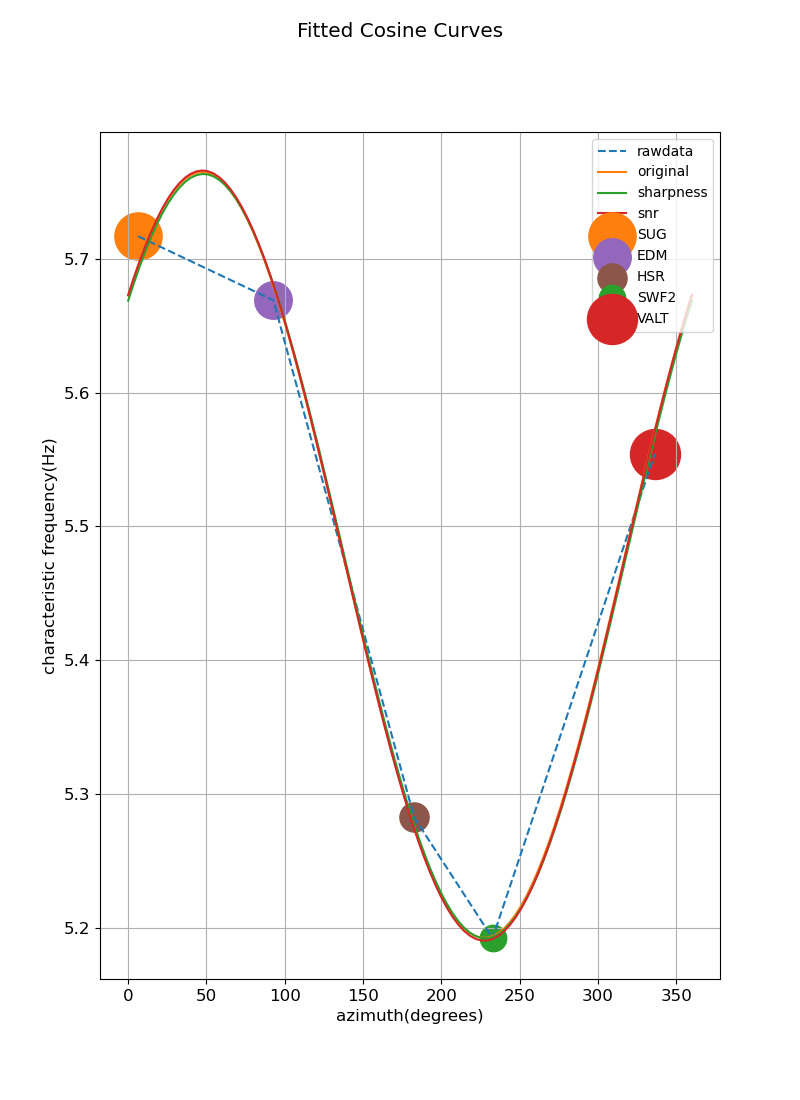 Fitted Cosine Curves
rawdata
original
sharpness
snr
SUG
EDM
HSR
SWF2
VALT
5.7
5.6
5.5
5.4
5.3
5.2
characteristic frequency(Hz)
0 50 100 150 200 250 300 350
azimuth(degrees)